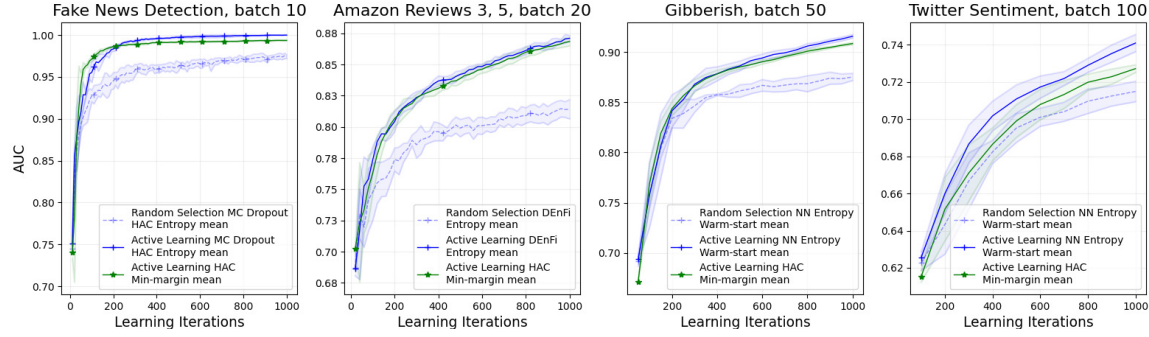 Fake News Detection, batch 10
AUC
1.00
0.95
0.90
0.85
0.80
0.75
0.70
Random Selection MC Dropout
HAC Entropy mean
Active Learning MC Dropout
HAC Entropy mean
Active Learning HAC
Min-margin mean
0 200 400 600 800 1000
Learning Iterations
Amazon Reviews 3, 5, batch 20
0.88
0.85
0.83
0.80
0.78
0.75
0.73
0.70
0.68
Random Selection DEnFi
Entropy mean
Active Learning DEnFi
Entropy mean
Active Learning HAC
Min-margin mean
0 200 400 600 800 1000
Learning Iterations
Gibberish, batch 50
0.90
0.85
0.80
0.75
0.70
Random Selection NN Entropy
Warm-start mean
Active Learning NN Entropy
Warm-start mean
Active Learning HAC
Min-margin mean
0 200 400 600 800 1000
Learning Iterations
Twitter Sentiment, batch 100
0.74
0.72
0.70
0.68
0.66
0.64
0.62
Random Selection NN Entropy
Warm-start mean
Active Learning NN Entropy
Warm-start mean
Active Learning HAC
Min-margin mean
0 200 400 600 800 1000
Learning Iterations